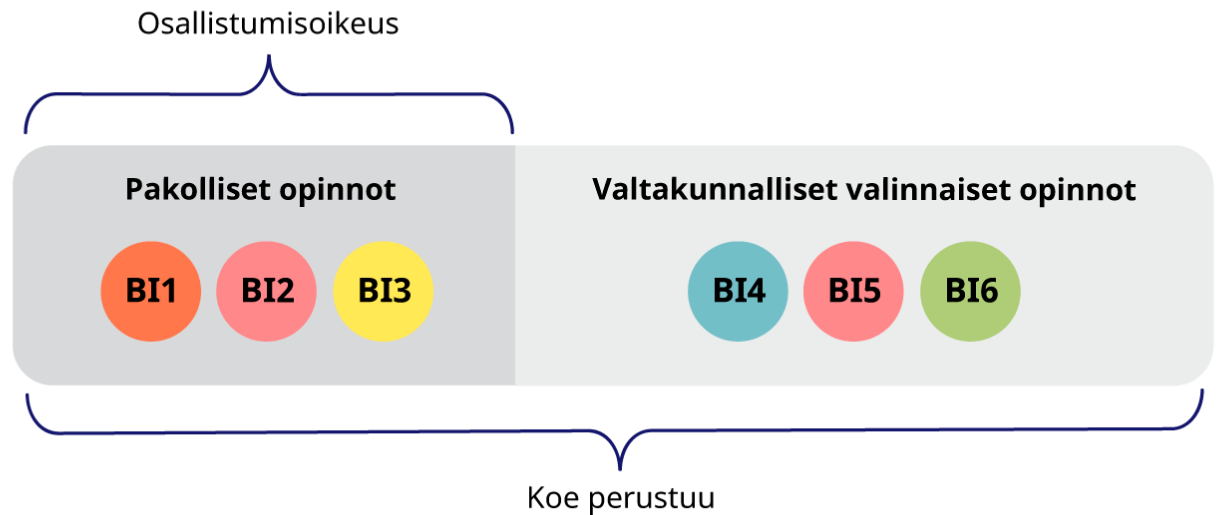 Osallistumisoikeus
Pakolliset opinnot
Valtakunnalliset valinnaiset opinnot
BI1 BI2 BI3 BI4 BI5 BI6
Koe perustuu